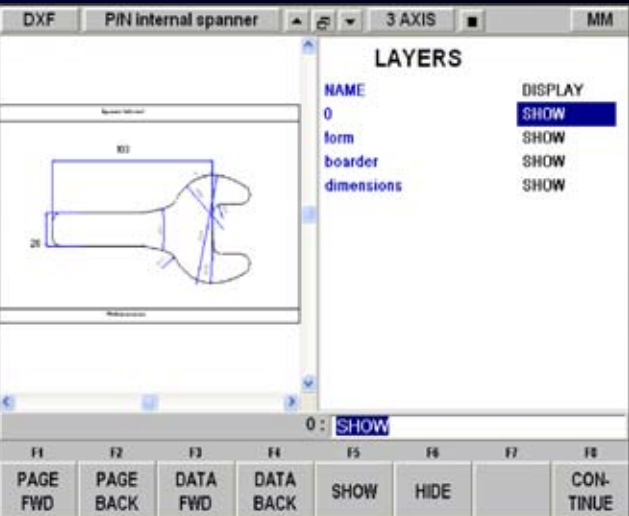 DXF P/N internal spanner 3 AXIS MM
LAYERS
NAME DISPLAY
0 SHOW
form SHOW
boarder SHOW
dimensions SHOW
26
0: SHOW
F1 F2 F3 F4 F5 F6 F7 F8
PAGE FWD
PAGE BACK
DATA FWD
DATA BACK
SHOW
HIDE
CON-
TINUE